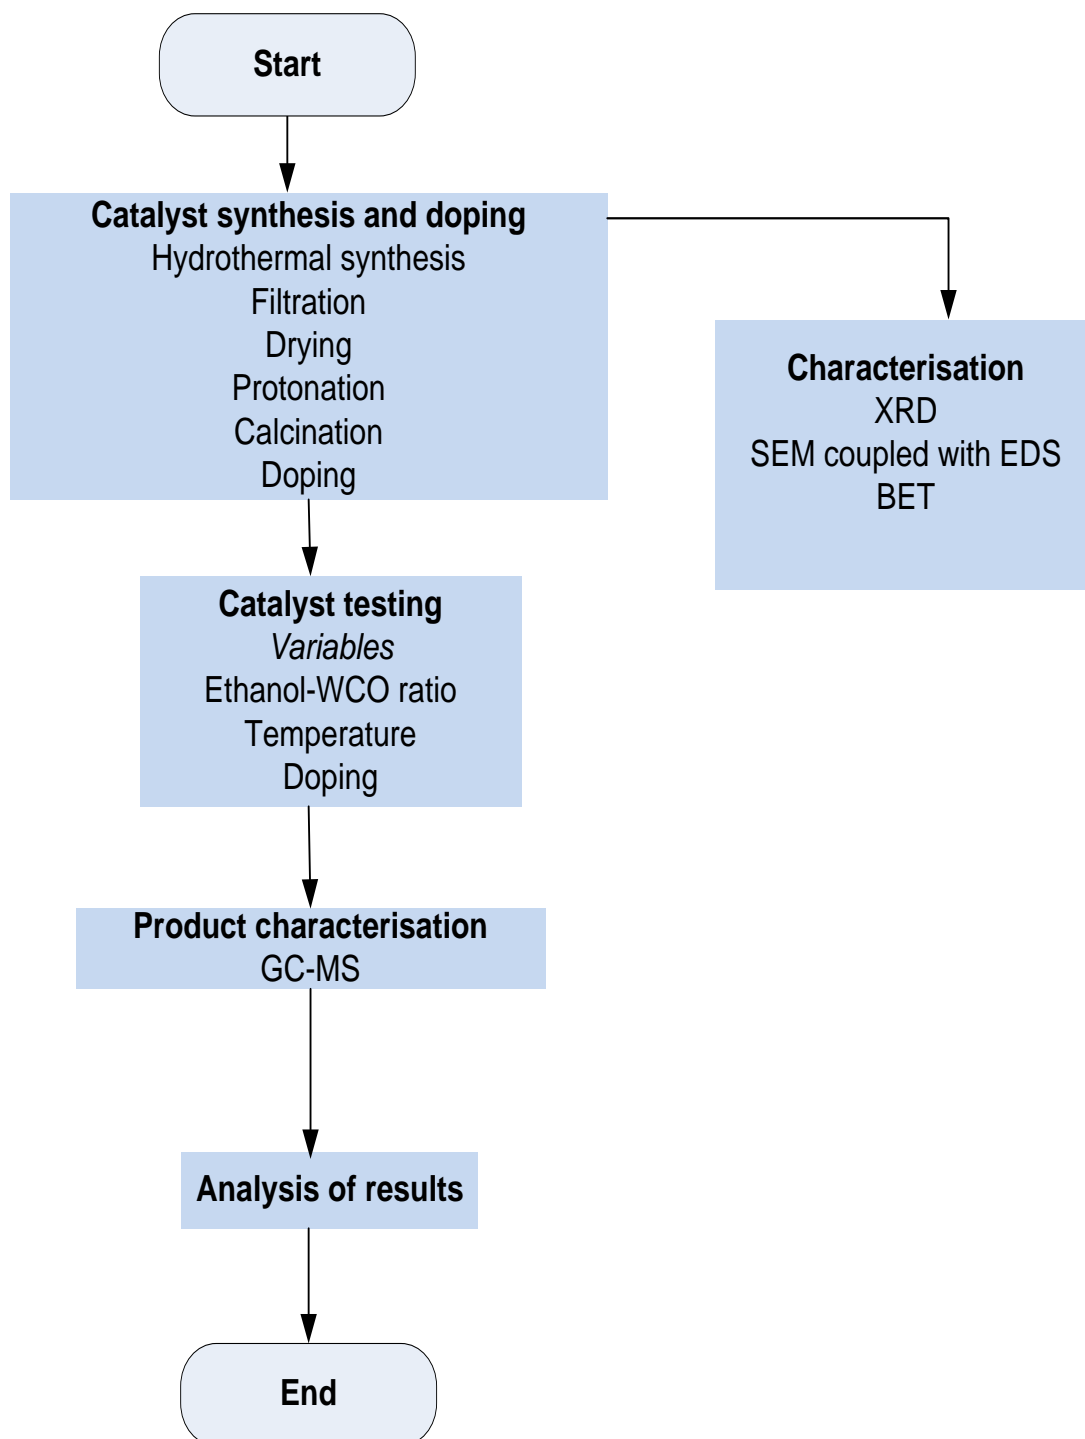 Start
Catalyst synthesis and doping
Hydrothermal synthesis
Filtration
Drying
Protonation
Calcination
Doping
Characterisation
XRD
SEM coupled with EDS
BET
Catalyst testing
Variables
Ethanol-WCO ratio
Temperature
Doping
Product characterisation
GC-MS
Analysis of results
End